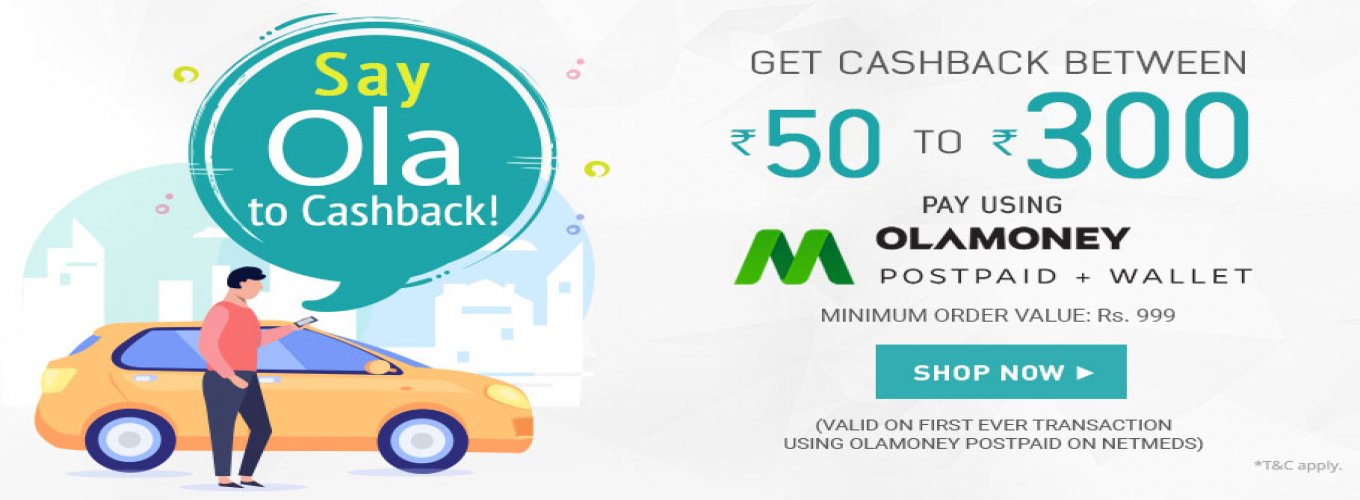 Say
Ola
to Cashback!
GET CASHBACK BETWEEN
₹50 TO ₹300
PAY USING
OLAMONEY
POSTPAID + WALLET
MINIMUM ORDER VALUE: Rs. 999
SHOP NOW ►
(VALID ON FIRST EVER TRANSACTION
USING OLAMONEY POSTPAID ON NETMEDS)
*T&C apply.